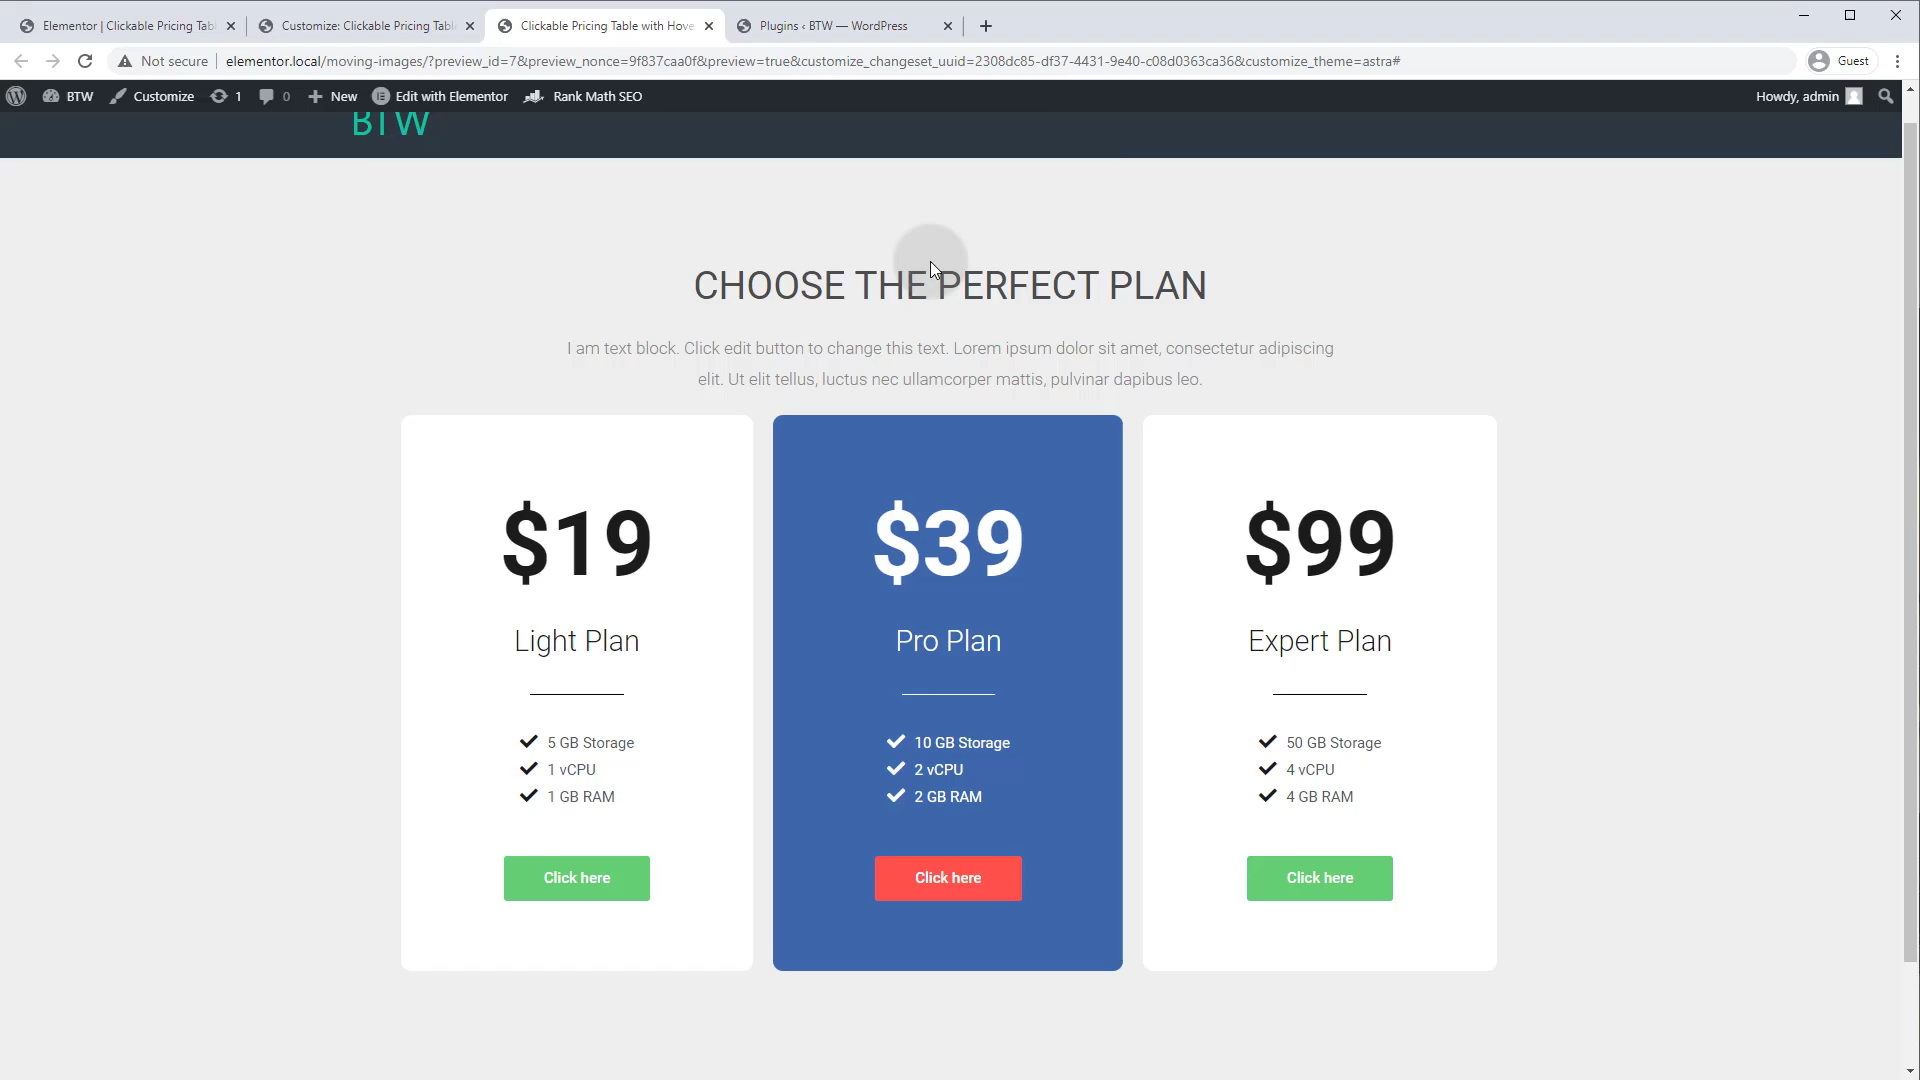 Elementor | Clickable Pricing Tab
Customize: Clickable Pricing Tabl
Clickable Pricing Table with Hove
Plugins ‹ BTW — WordPress
Not secure
elementor.local/moving-images/?preview_id=7&preview_nonce=9f837caa0f&preview=true&customize_changeset_uuid=2308dc85-df37-4431-9e40-c08d0363ca36&customize_theme=astra#
Guest
BTW
Customize
1
0
New
Edit with Elementor
Rank Math SEO
Howdy, admin
BTW
CHOOSE THE PERFECT PLAN
I am text block. Click edit button to change this text. Lorem ipsum dolor sit amet, consectetur adipiscing
elit. Ut elit tellus, luctus nec ullamcorper mattis, pulvinar dapibus leo.
$19
Light Plan
5 GB Storage
1 vCPU
1 GB RAM
Click here
$39
Pro Plan
10 GB Storage
2 vCPU
2 GB RAM
Click here
$99
Expert Plan
50 GB Storage
4 vCPU
4 GB RAM
Click here